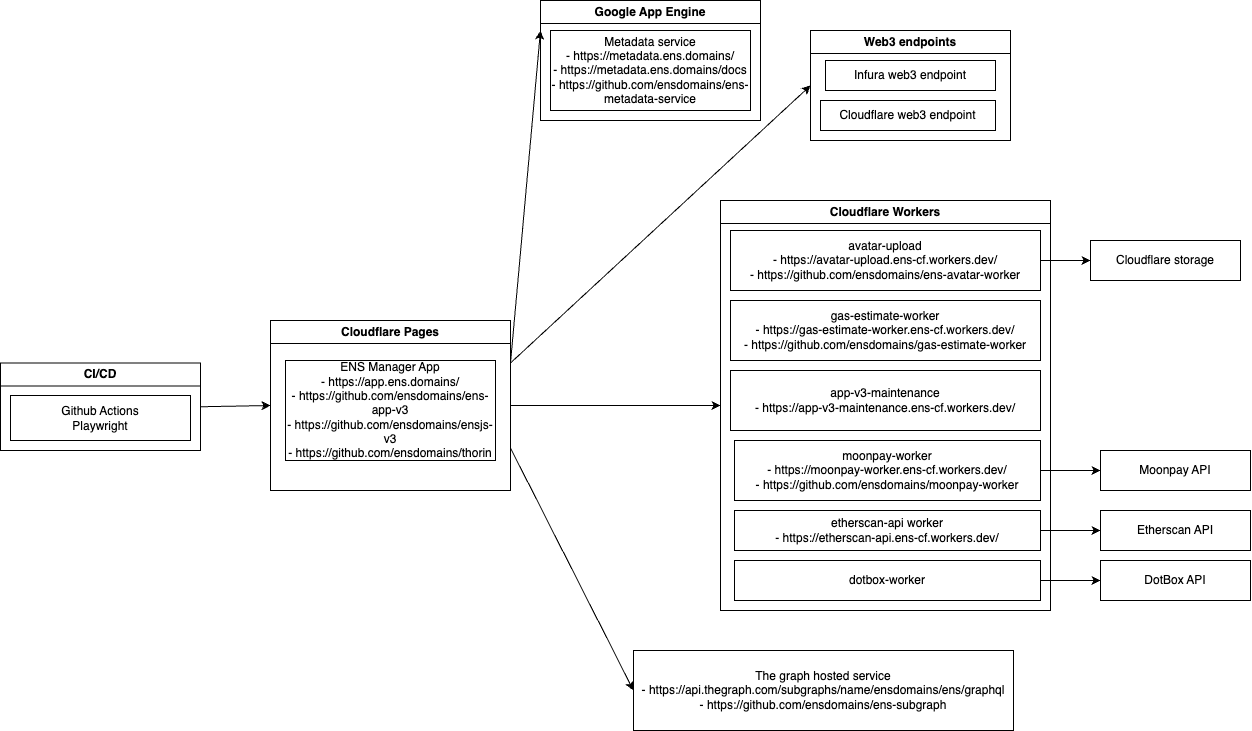 Google App Engine
Metadata service
- https://metadata.ens.domains/
- https://metadata.ens.domains/docs
- https://github.com/ensdomains/ens-
metadata-service
Web3 endpoints
Infura web3 endpoint
Cloudflare web3 endpoint
Cloudflare Workers
avatar-upload
- https://avatar-upload.ens-cf.workers.dev/
- https://github.com/ensdomains/ens-avatar-worker
Cloudflare storage
gas-estimate-worker
- https://gas-estimate-worker.ens-cf.workers.dev/
- https://github.com/ensdomains/gas-estimate-worker
Cloudflare Pages
ENS Manager App
- https://app.ens.domains/
- https://github.com/ensdomains/ens-
app-v3
- https://github.com/ensdomains/ensjs-
v3
- https://github.com/ensdomains/thorin
CI/CD
Github Actions
Playwright
app-v3-maintenance
- https://app-v3-maintenance.ens-cf.workers.dev/
moonpay-worker
- https://moonpay-worker.ens-cf.workers.dev/
- https://github.com/ensdomains/moonpay-worker
Moonpay API
etherscan-api worker
- https://etherscan-api.ens-cf.workers.dev/
Etherscan API
dotbox-worker
DotBox API
The graph hosted service
- https://api.thegraph.com/subgraphs/name/ensdomains/ens/graphql
- https://github.com/ensdomains/ens-subgraph